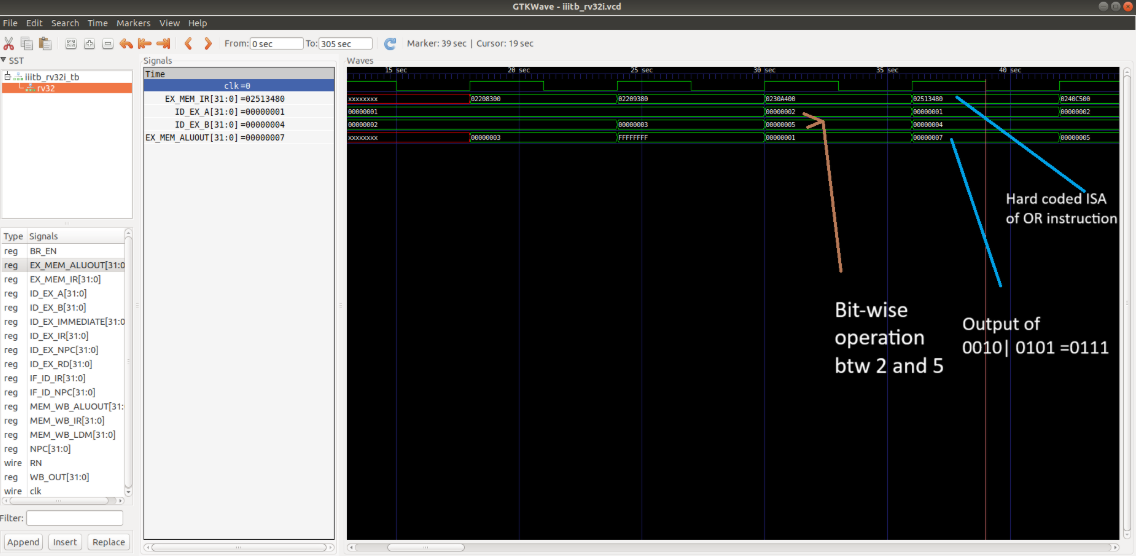 GTKWave - iiitb_rv32i.vcd
File Edit Search Time Markers View Help
From: 0 sec To: 305 sec Marker: 39 sec | Cursor: 19 sec
SST
iiitb_rv32i_tb
rv32
Type Signals
reg BR_EN
reg EX_MEM_ALUOUT[31:0
reg EX_MEM_IR[31:0]
reg ID_EX_A[31:0]
reg ID_EX_B[31:0]
reg ID_EX_IMMEDIATE[31:0
reg ID_EX_IR[31:0]
reg ID_EX_NPC[31:0]
reg ID_EX_RD[31:0]
reg IF_ID_IR[31:0]
reg IF_ID_NPC[31:0]
reg MEM_WB_ALUOUT[31:
reg MEM_WB_IR[31:0]
reg MEM_WB_LDM[31:0]
reg NPC[31:0]
wire RN
reg WB_OUT[31:0]
wire clk
Filter:
Append Insert Replace
Signals
Time
clk =0
EX_MEM_IR[31:0] =02513480
ID_EX_A[31:0] =00000001
ID_EX_B[31:0] =00000004
EX_MEM_ALUOUT[31:0] =00000007
Waves
15 sec 20 sec 25 sec 30 sec 35 sec 40 sec
xxxxxxxx 02208300 02209380 0230A400 02513480 0240C500
00000001 00000002 00000001 00000002
00000002 00000003 00000005 00000004
xxxxxxxx 00000003 FFFFFFFF 00000001 00000007 00000005
Hard coded ISA
of OR instruction
Bit-wise
operation
btw 2 and 5
Output of
0010| 0101 =0111